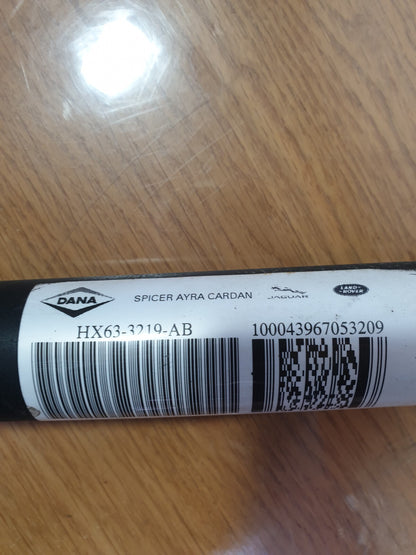 DANA SPICER AYRA CARDAN JAGUAR LAND-ROVER
HX63-3219-AB 100043967053209